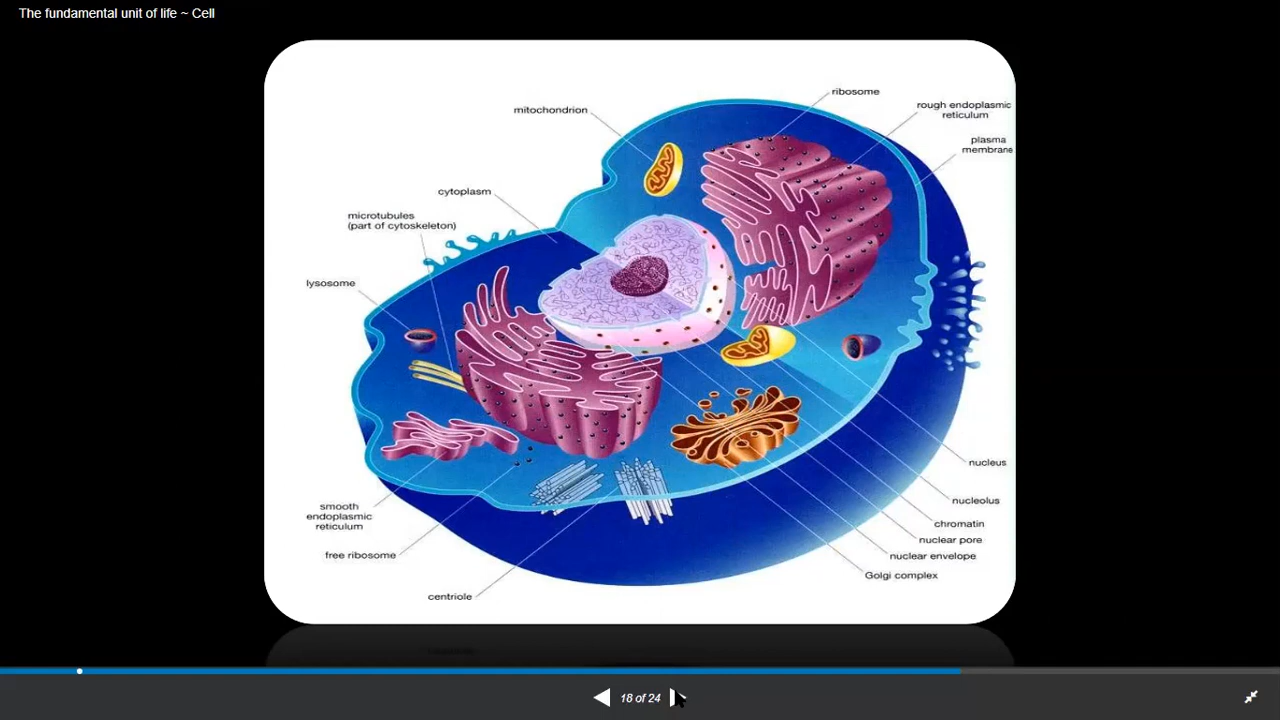 The fundamental unit of life ~ Cell
ribosome
mitochondrion
rough endoplasmic
reticulum
plasma
membrane
cytoplasm
microtubules
(part of cytoskeleton)
lysosome
nucleus
nucleolus
smooth
endoplasmic
reticulum
chromatin
nuclear pore
free ribosome
nuclear envelope
Golgi complex
centriole
18 of 24